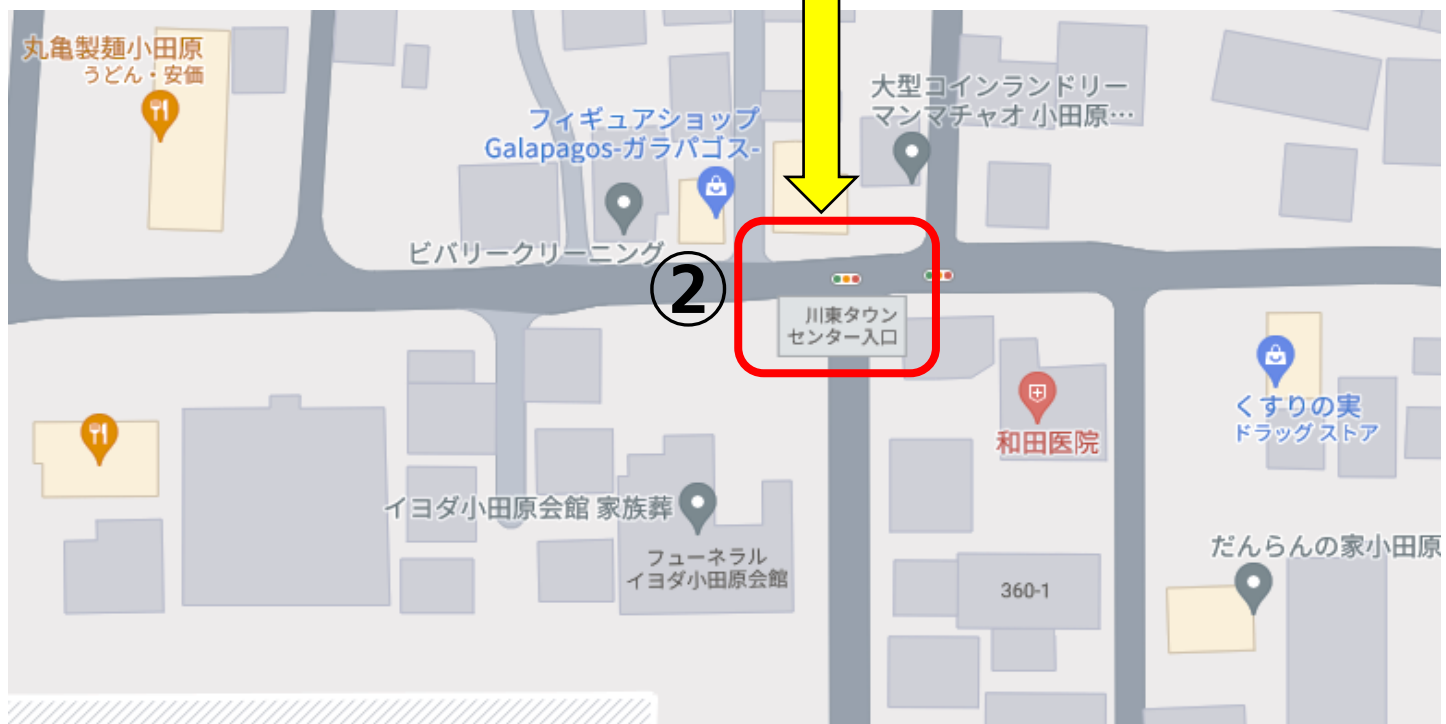 丸亀製麺小田原
うどん・安価
フィギュアショップ
Galapagos-ガラパゴス-
大型コインランドリー
マンマチャオ 小田原…
ビバリークリーニング
②
川東タウン
センター入口
和田医院
くすりの実
ドラッグ ストア
イヨダ小田原会館 家族葬
フューネラル
イヨダ小田原会館
だんらんの家小田原
360-1